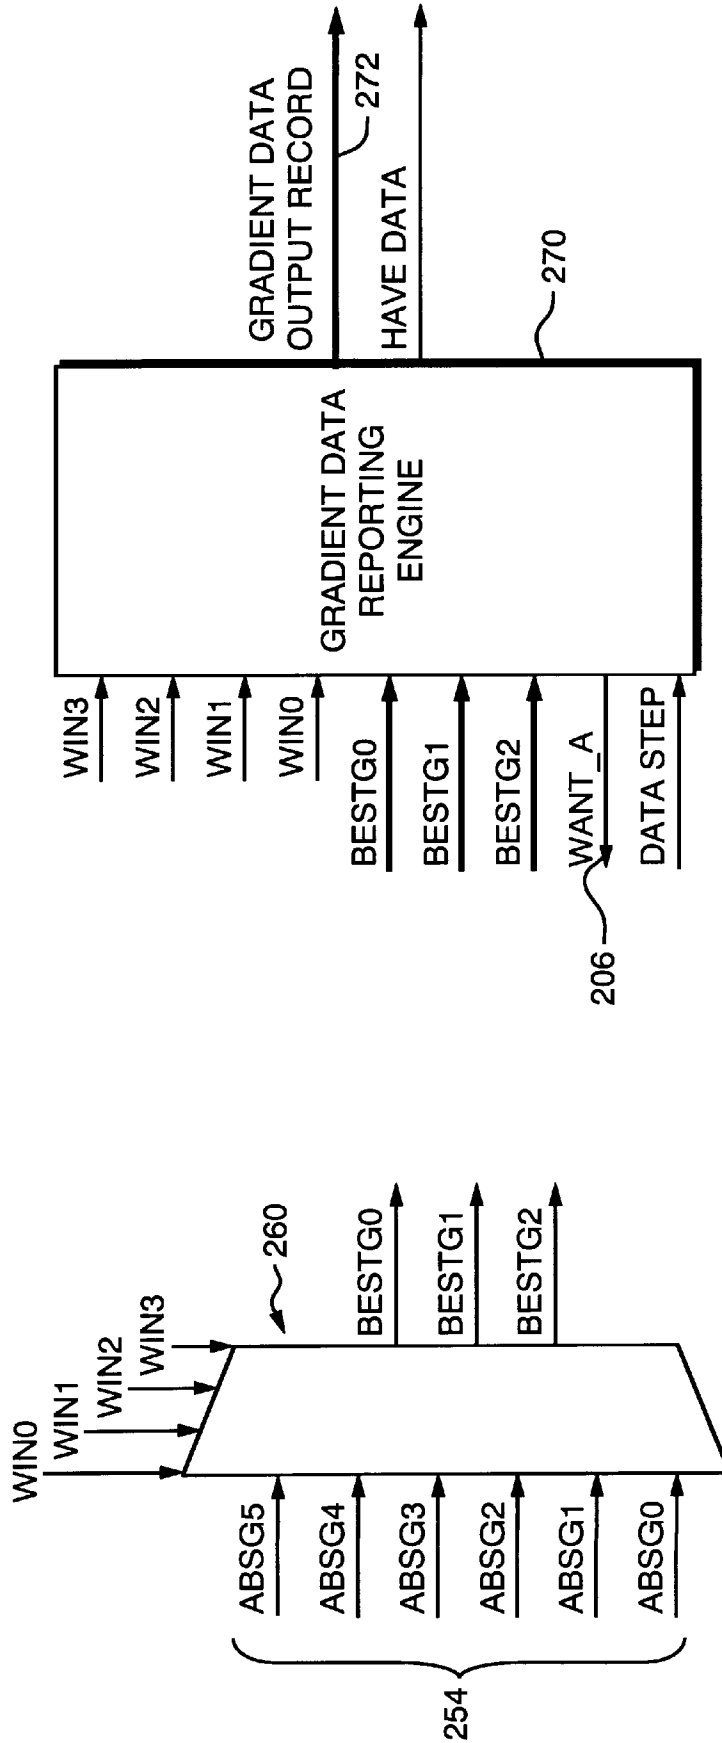 WIN0
WIN1
WIN2
WIN3
260
ABSG5
ABSG4
ABSG3
ABSG2
ABSG1
ABSG0
254
BESTG0
BESTG1
BESTG2
WIN3
WIN2
WIN1
WIN0
BESTG0
BESTG1
BESTG2
WANT_A
206
DATA STEP
GRADIENT DATA
REPORTING
ENGINE
GRADIENT DATA
OUTPUT RECORD
272
HAVE DATA
270